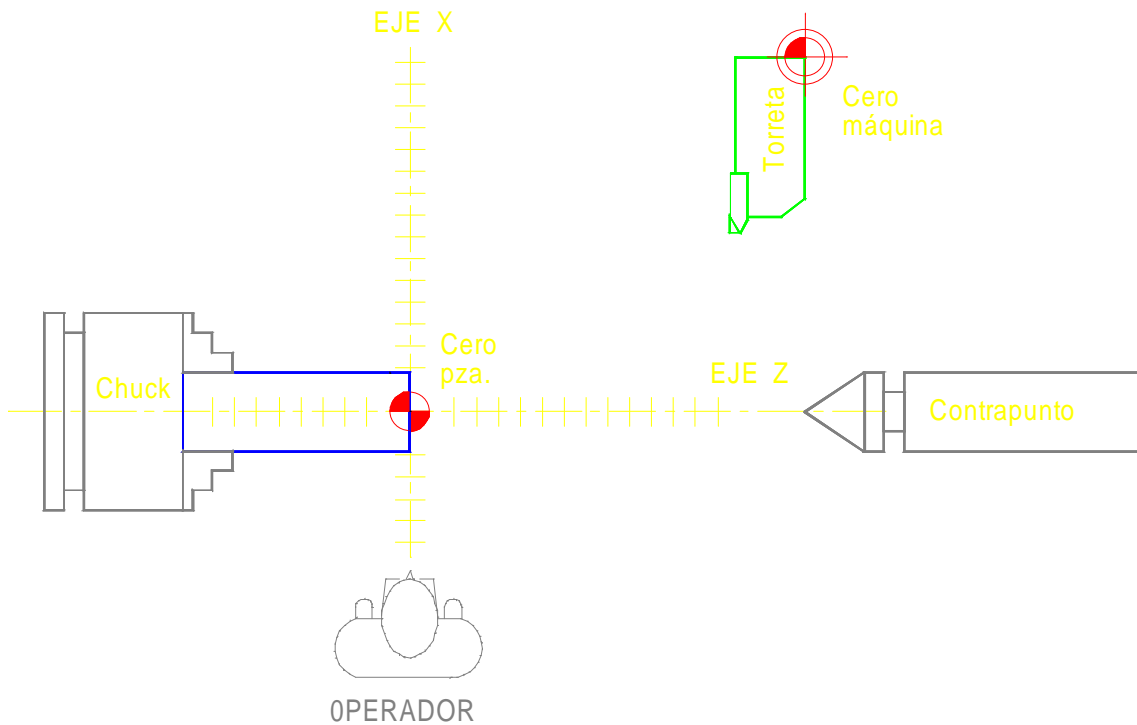 EJE X
Torreta
Cero
máquina
Cero
pza.
Chuck
EJE Z
Contrapunto
0PERADOR